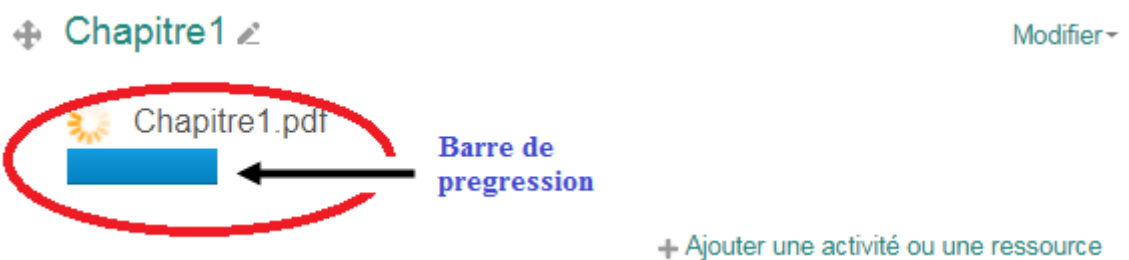 Chapitre1
Modifier
Chapitre1.pdf
Barre de
pregression
Ajouter une activité ou une ressource